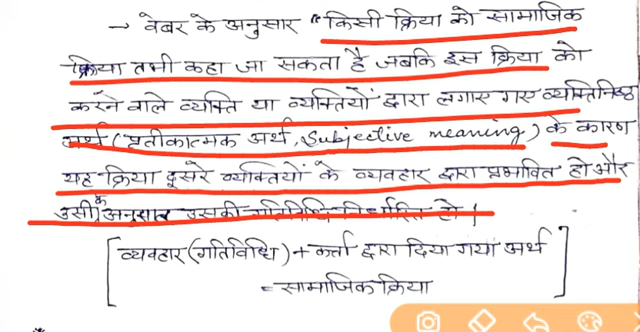 → वेबर के अनुसार "किसी क्रिया को सामाजिक
क्रिया तभी कहा जा सकता है जबकि इस क्रिया को
करने वाले व्यक्ति या व्यक्तियों द्वारा लगाए गए व्यक्तिनिष्ठ
अर्थ (प्रतीकात्मक अर्थ, Subjective meaning) के कारण
यह क्रिया दूसरे व्यक्तियों के व्यवहार द्वारा प्रभावित हो और
उसी के अनुसार उसकी गतिविधि निर्धारित हो।
[व्यवहार (गतिविधि) + कर्त्ता द्वारा दिया गया अर्थ
= सामाजिक क्रिया]